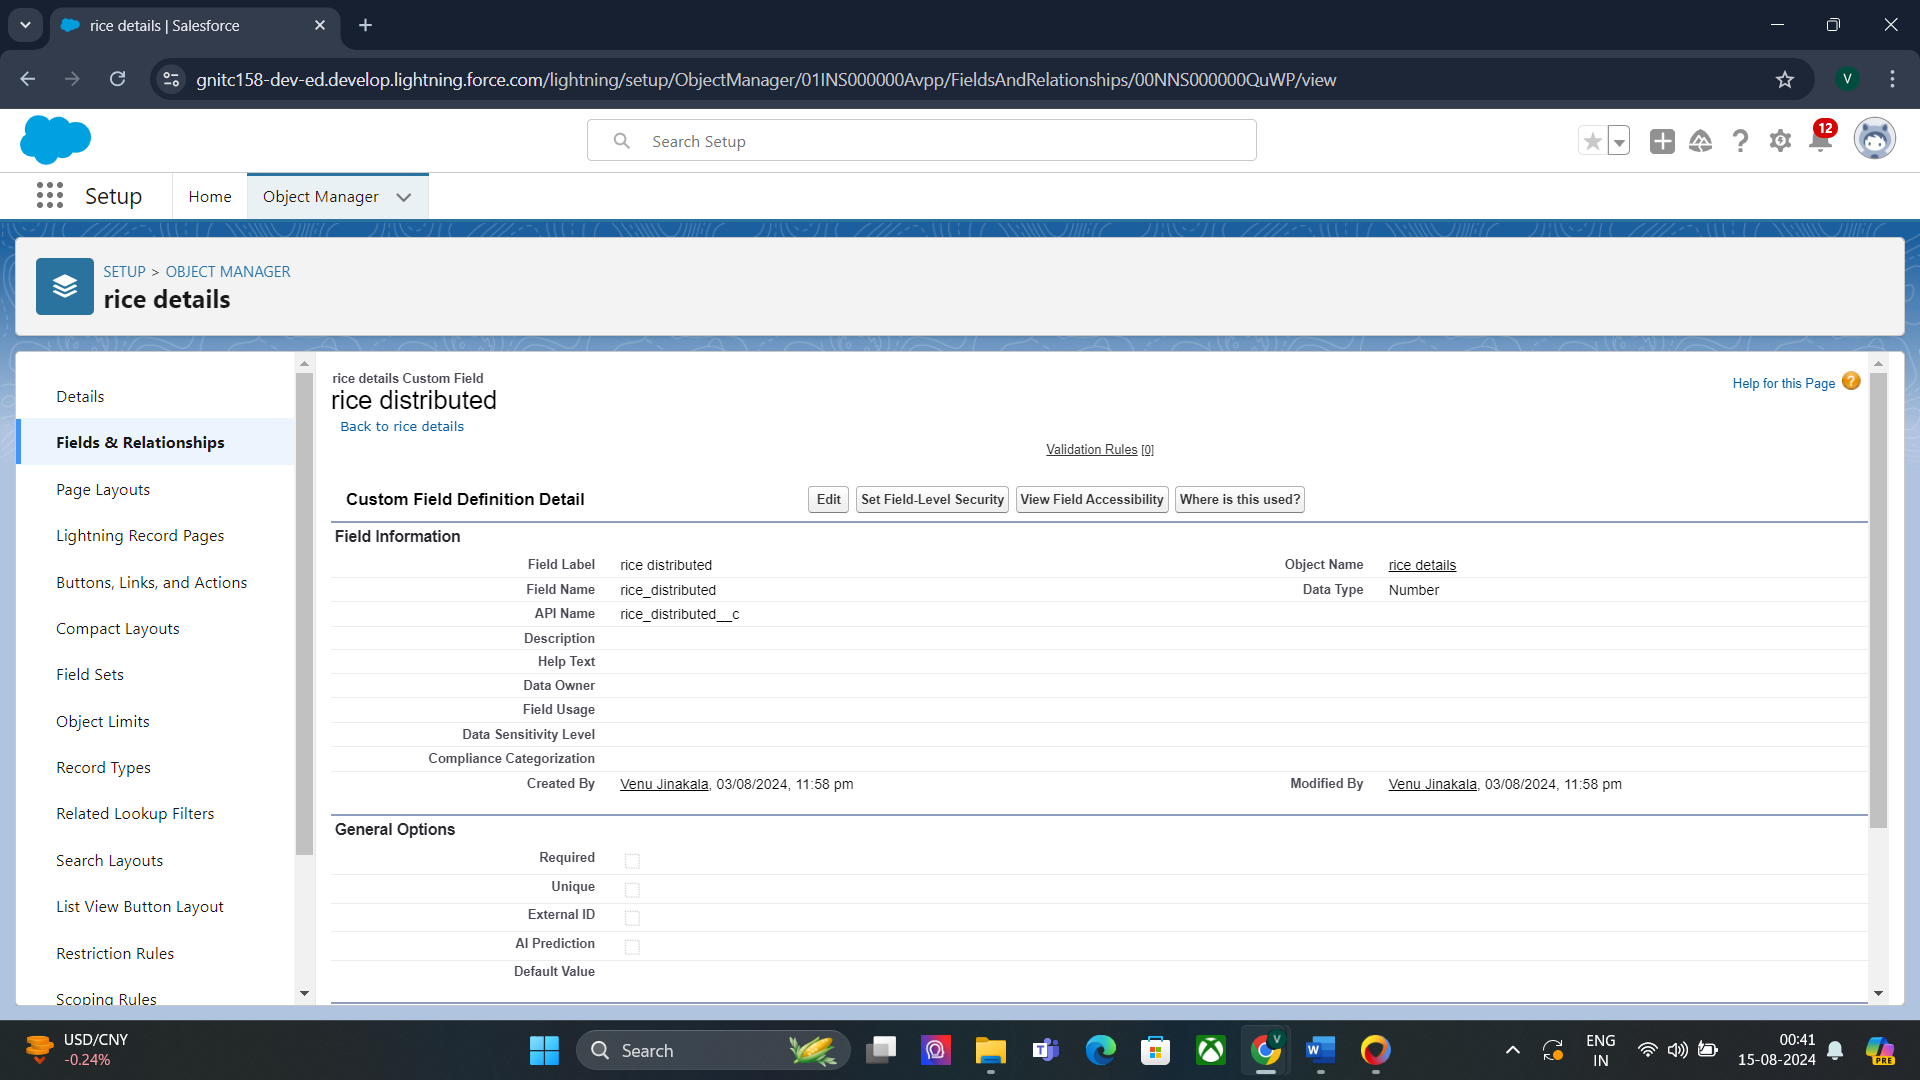 rice details | Salesforce
gnitc158-dev-ed.develop.lightning.force.com/lightning/setup/ObjectManager/01INS000000Avpp/FieldsAndRelationships/00NNS000000QuWP/view
V
Search Setup
12
Setup
Home
Object Manager
SETUP > OBJECT MANAGER
rice details
Details
Fields & Relationships
Page Layouts
Lightning Record Pages
Buttons, Links, and Actions
Compact Layouts
Field Sets
Object Limits
Record Types
Related Lookup Filters
Search Layouts
List View Button Layout
Restriction Rules
Scoping Rules
rice details Custom Field
rice distributed
Back to rice details
Help for this Page ?
Validation Rules [0]
Custom Field Definition Detail
Edit
Set Field-Level Security
View Field Accessibility
Where is this used?
Field Information
Field Label rice distributed Object Name rice details
Field Name rice_distributed Data Type Number
API Name rice_distributed__c
Description
Help Text
Data Owner
Field Usage
Data Sensitivity Level
Compliance Categorization
Created By Venu Jinakala, 03/08/2024, 11:58 pm Modified By Venu Jinakala, 03/08/2024, 11:58 pm
General Options
Required
Unique
External ID
AI Prediction
Default Value
USD/CNY
-0.24%
Search
V
ENG
IN
00:41
15-08-2024
PRE